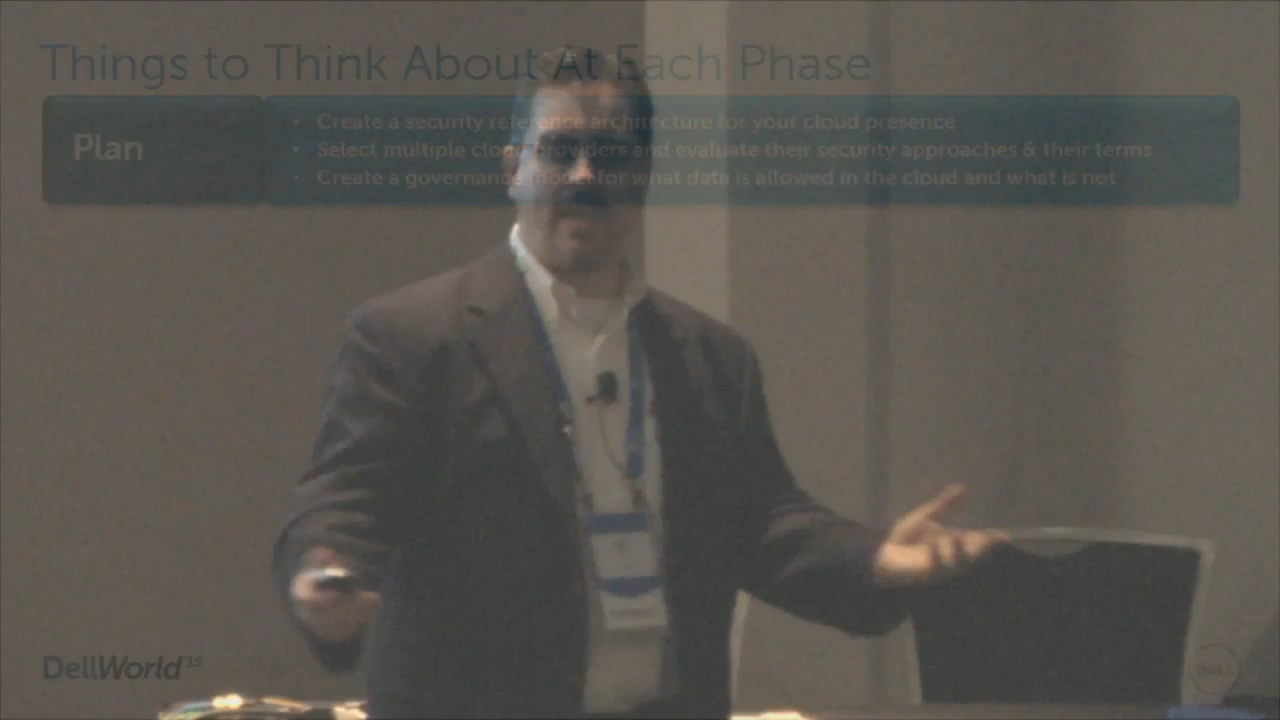 Things to Think About At Each Phase
Plan
• Create a security reference architecture for your cloud presence
• Select multiple cloud providers and evaluate their security approaches & their terms
• Create a governance model for what data is allowed in the cloud and what is not
DellWorld'15
DELL